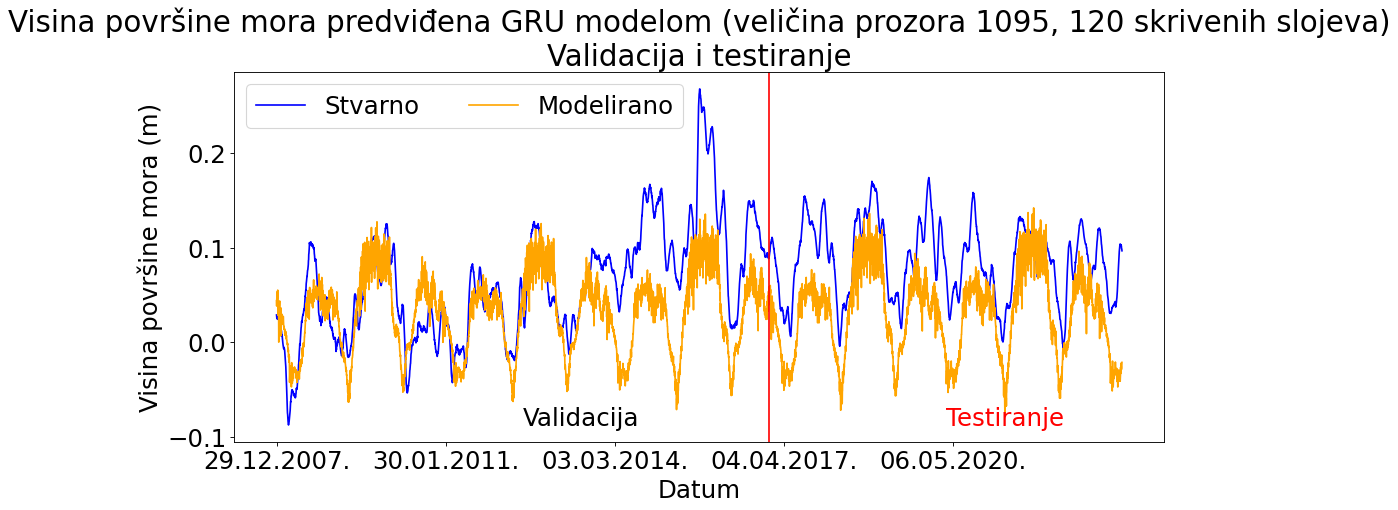 Visina površine mora predviđena GRU modelom (veličina prozora 1095, 120 skrivenih slojeva)
Validacija i testiranje
Stvarno
Modelirano
Visina površine mora (m)
0.2
0.1
0.0
−0.1
Validacija
Testiranje
29.12.2007.
30.01.2011.
03.03.2014.
04.04.2017.
06.05.2020.
Datum